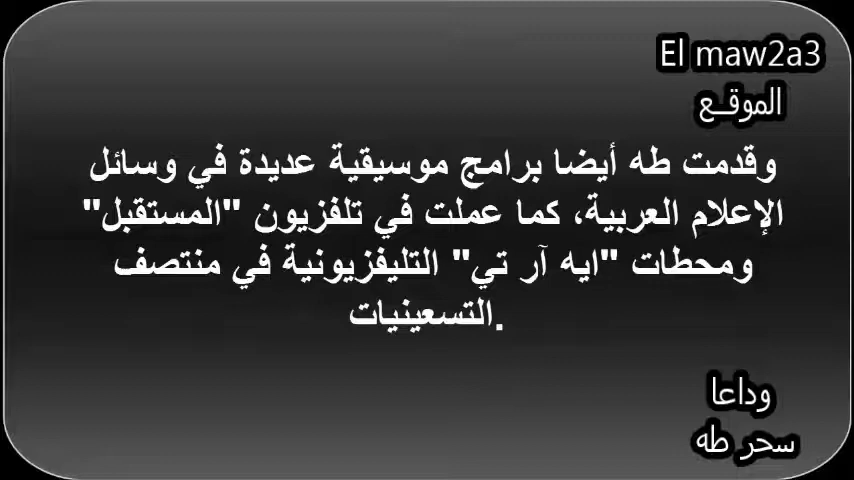 El maw2a3
الموقـع
وقدمت طه أيضا برامج موسيقية عديدة في وسائل
الإعلام العربية، كما عملت في تلفزيون "المستقبل"
ومحطات "ايه آر تي" التليفزيونية في منتصف
التسعينيات.
وداعا
سحر طه